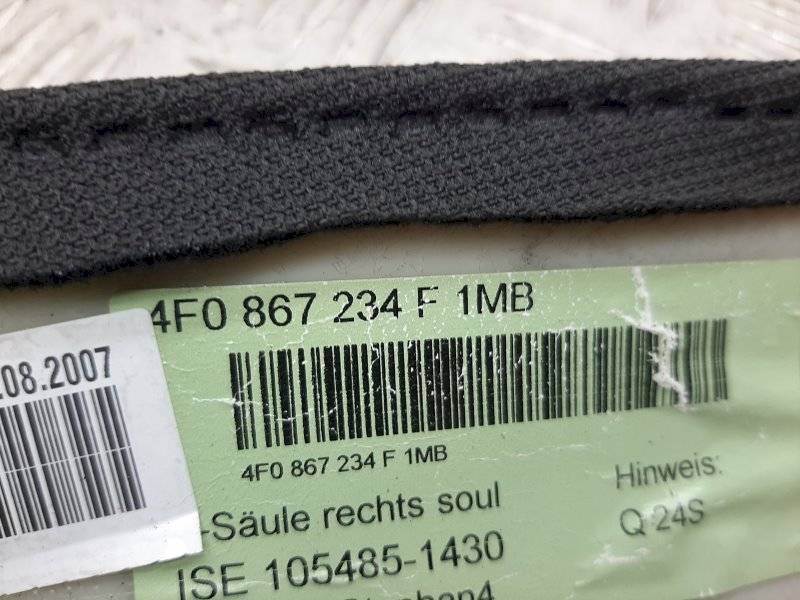 4F0 867 234 F 1MB
.08.2007
4F0 867 234 F 1MB
-Säule rechts soul
Hinweis:
ISE 105485-1430
Q 24S